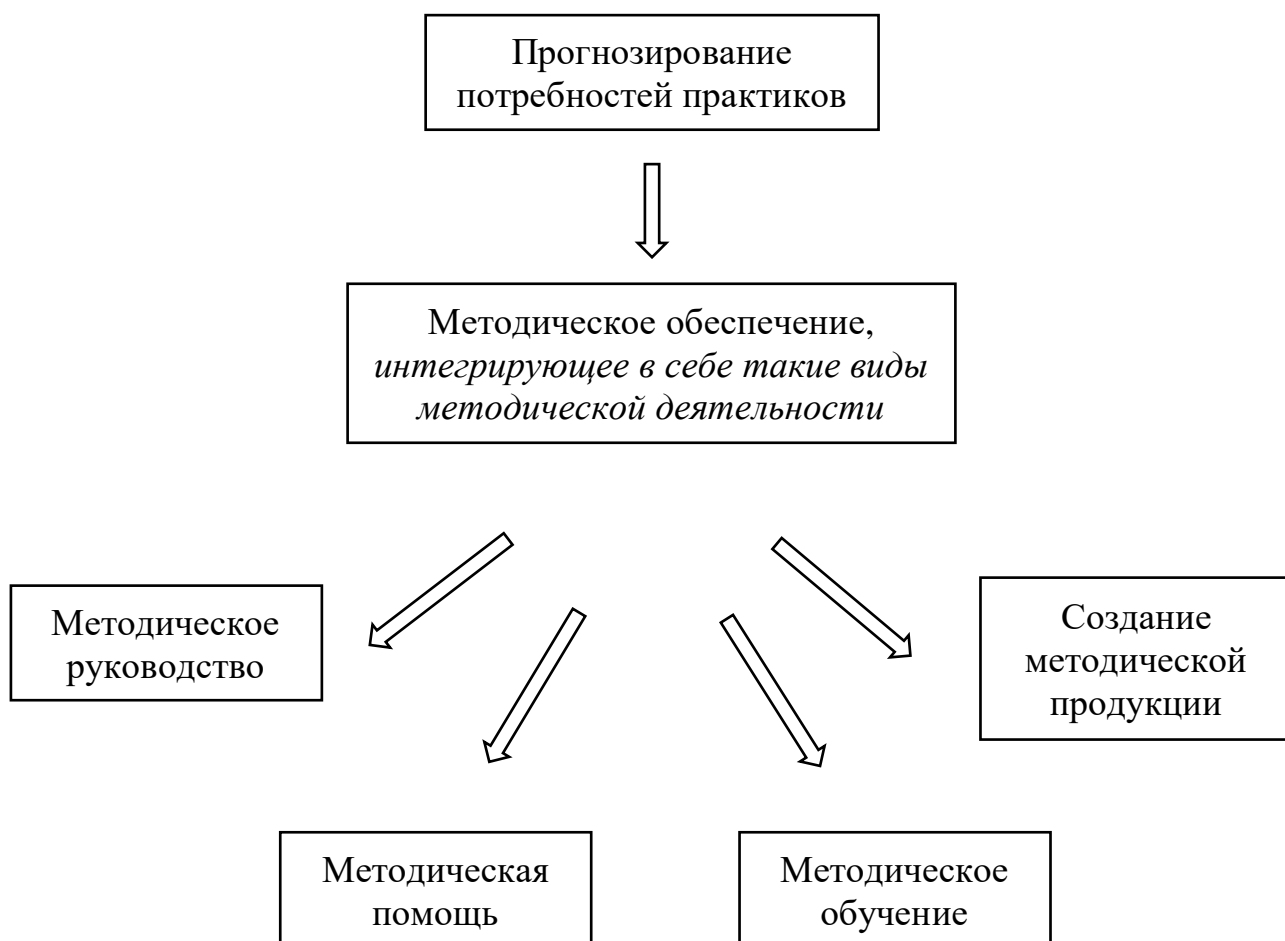 Прогнозирование
потребностей практиков
Методическое обеспечение,
интегрирующее в себе такие виды
методической деятельности
Методическое
руководство
Создание
методической
продукции
Методическая
помощь
Методическое
обучение